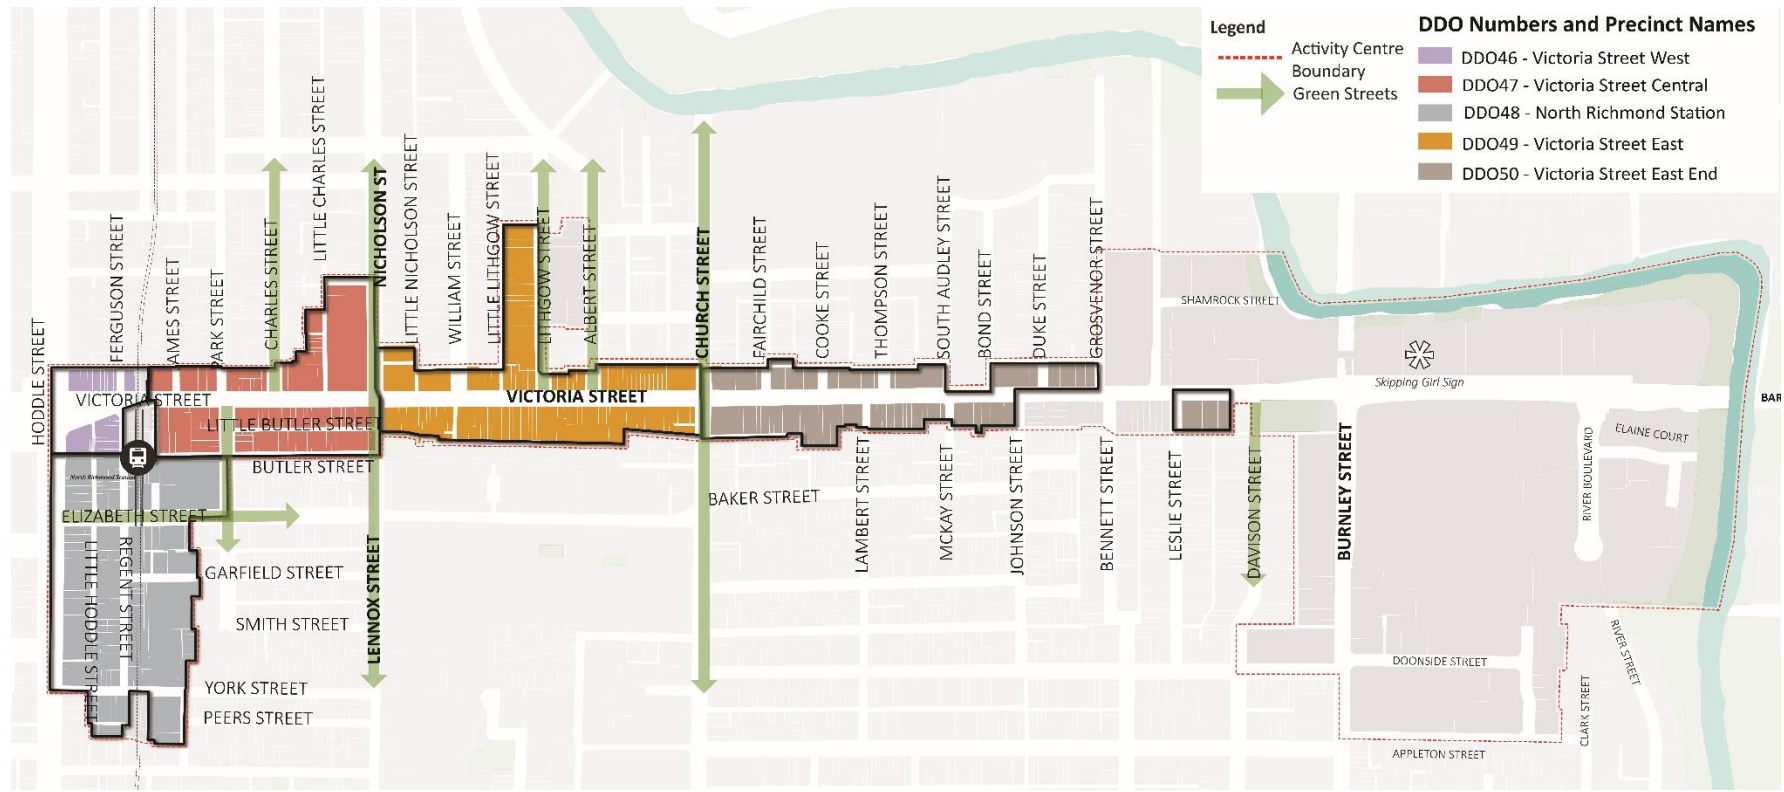 Legend
Activity Centre
Boundary
Green Streets
DDO Numbers and Precinct Names
DDO46 - Victoria Street West
DDO47 - Victoria Street Central
DDO48 - North Richmond Station
DDO49 - Victoria Street East
DDO50 - Victoria Street East End
HODDLE STREET
FERGUSON STREET
JAMES STREET
PARK STREET
CHARLES STREET
LITTLE CHARLES STREET
NICHOLSON ST
LITTLE NICHOLSON STREET
WILLIAM STREET
LITTLE LITHGOW STREET
LITHGOW STREET
ALBERT STREET
CHURCH STREET
FAIRCHILD STREET
COOKE STREET
THOMPSON STREET
SOUTH AUDLEY STREET
BOND STREET
DUKE STREET
GROSVENOR STREET
SHAMROCK STREET
Skipping Girl Sign
VICTORIA STREET
VICTORIA STREET
BAR
LITTLE BUTLER STREET
BUTLER STREET
North Richmond Station
ELIZABETH STREET
BAKER STREET
LITTLE HODDLE STREET
REGENT STREET
GARFIELD STREET
SMITH STREET
YORK STREET
PEERS STREET
LENNOX STREET
LAMBERT STREET
MCKAY STREET
JOHNSON STREET
BENNETT STREET
LESLIE STREET
DAVISON STREET
BURNLEY STREET
RIVER BOULEVARD
ELAINE COURT
DOONSIDE STREET
APPLETON STREET
CLARK STREET
RIVER STREET